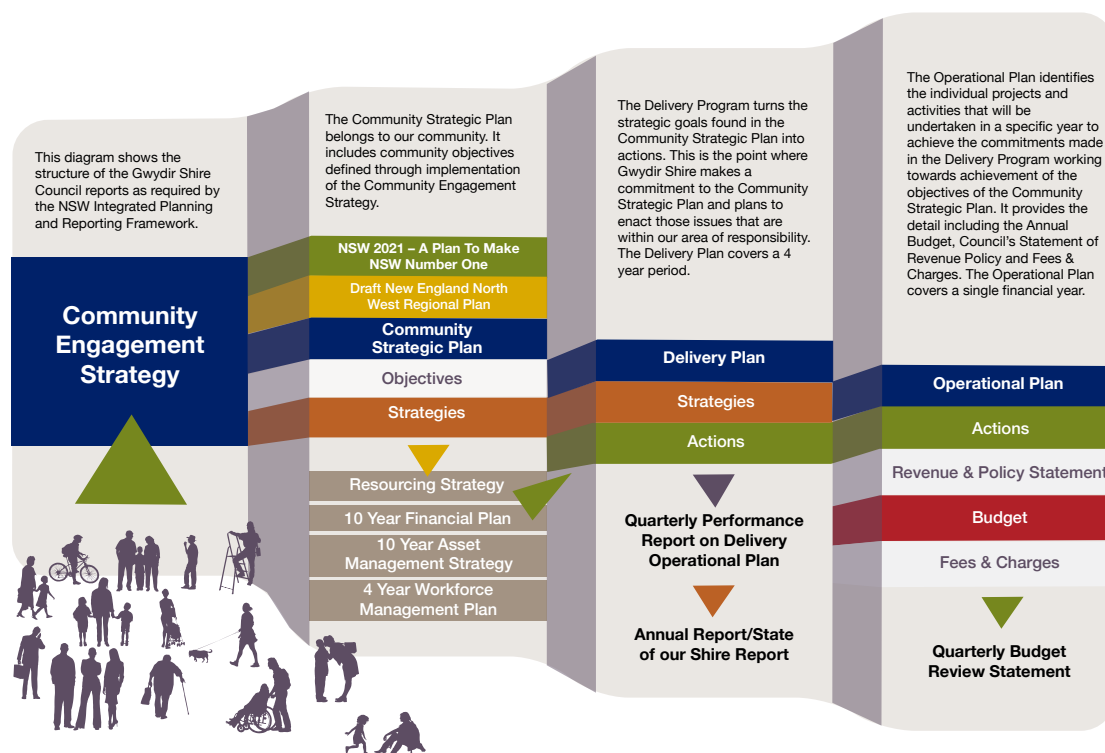 This diagram shows the
structure of the Gwydir Shire
Council reports as required by
the NSW Integrated Planning
and Reporting Framework.
Community
Engagement
Strategy
The Community Strategic Plan
belongs to our community. It
includes community objectives
defined through implementation
of the Community Engagement
Strategy.
NSW 2021 – A Plan To Make
NSW Number One
Draft New England North
West Regional Plan
Community
Strategic Plan
Objectives
Strategies
Resourcing Strategy
10 Year Financial Plan
10 Year Asset
Management Strategy
4 Year Workforce
Management Plan
The Delivery Program turns the
strategic goals found in the
Community Strategic Plan into
actions. This is the point where
Gwydir Shire makes a
commitment to the Community
Strategic Plan and plans to
enact those issues that are
within our area of responsibility.
The Delivery Plan covers a 4
year period.
Delivery Plan
Strategies
Actions
Quarterly Performance
Report on Delivery
Operational Plan
Annual Report/State
of our Shire Report
The Operational Plan identifies
the individual projects and
activities that will be
undertaken in a specific year to
achieve the commitments made
in the Delivery Program working
towards achievement of the
objectives of the Community
Strategic Plan. It provides the
detail including the Annual
Budget, Council's Statement of
Revenue Policy and Fees &
Charges. The Operational Plan
covers a single financial year.
Operational Plan
Actions
Revenue & Policy Statement
Budget
Fees & Charges
Quarterly Budget
Review Statement